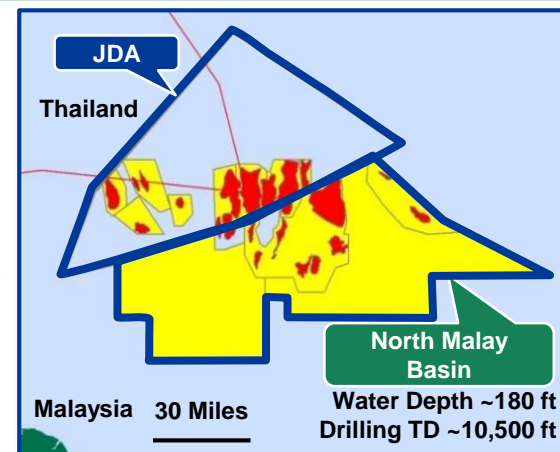 JDA
Thailand
North Malay
Basin
Malaysia 30 Miles
Water Depth ~180 ft
Drilling TD ~10,500 ft